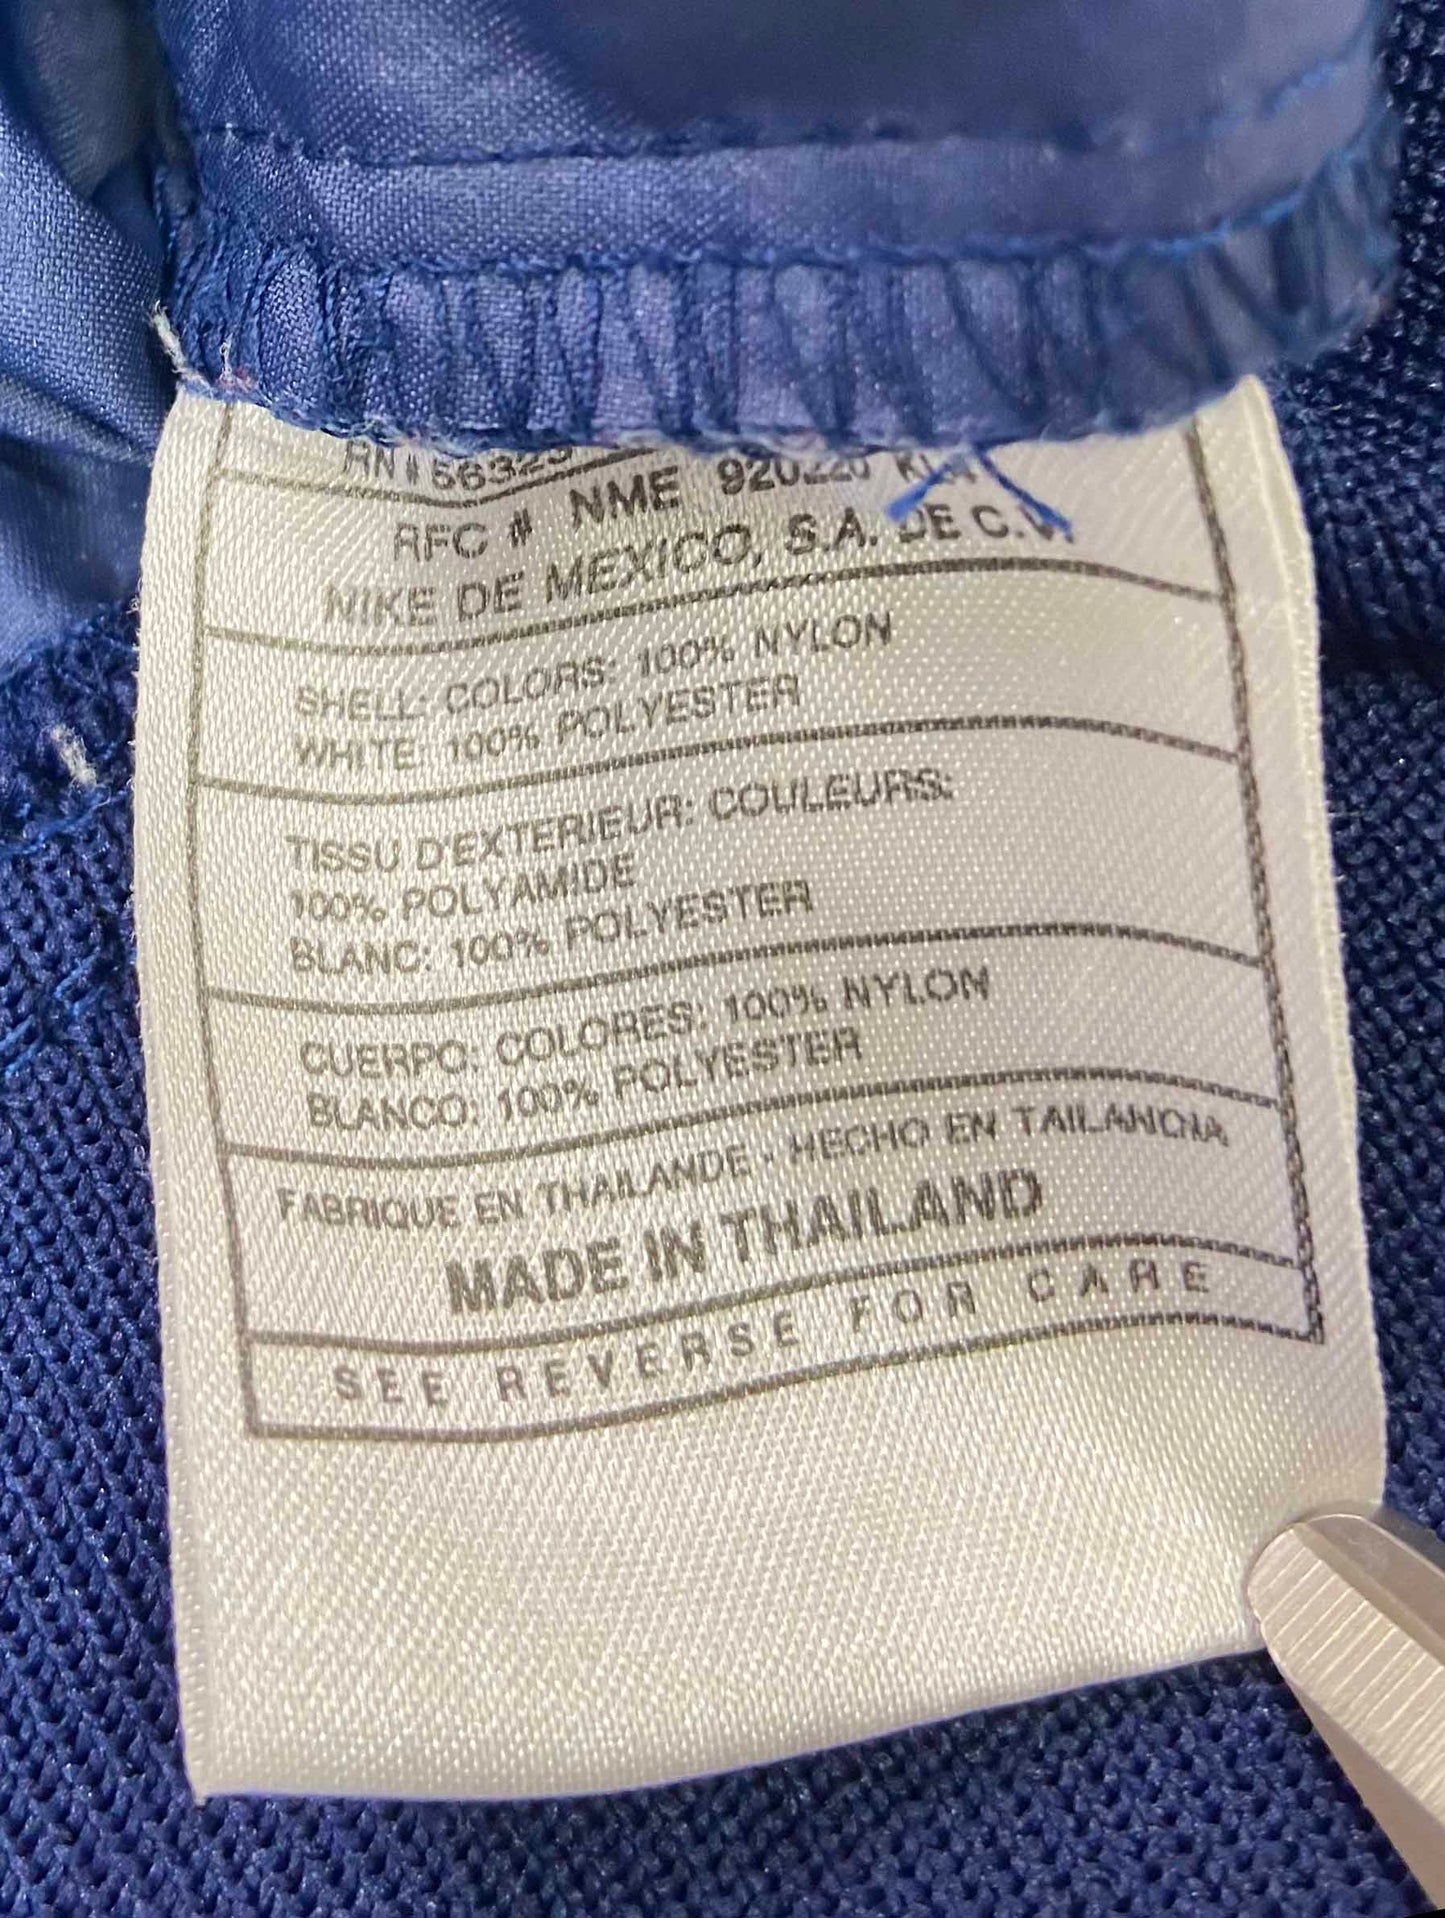 RN # 56323
RFC # NME 920220
NIKE DE MEXICO, S.A. DE C.V.
SHELL: COLORS: 100% NYLON
WHITE: 100% POLYESTER
TISSU D'EXTERIEUR: COULEURS:
100% POLYAMIDE
BLANC: 100% POLYESTER
CUERPO: COLORES: 100% NYLON
BLANCO: 100% POLYESTER
FABRIQUE EN THAILANDE - HECHO EN TAILANDIA
MADE IN THAILAND
SEE REVERSE FOR CARE